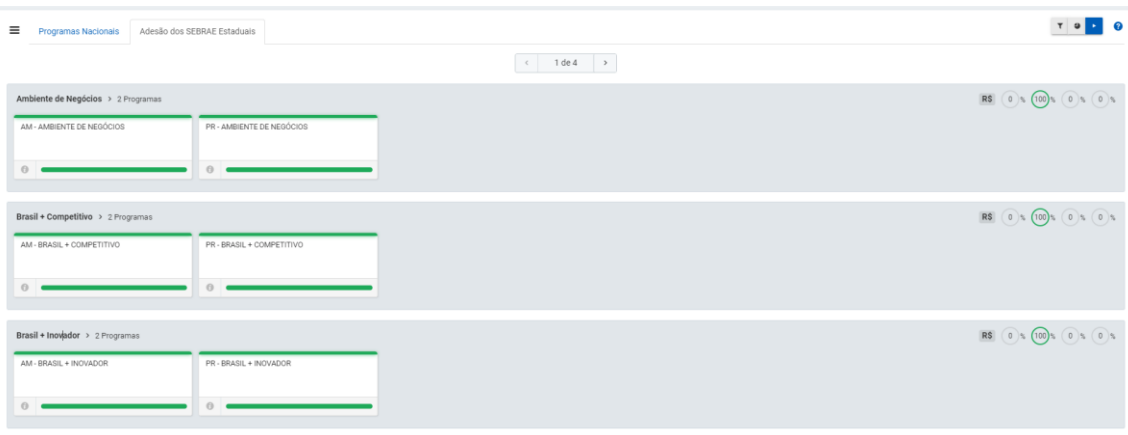 Programas Nacionais Adesão dos SEBRAE Estaduais
1 de 4
Ambiente de Negócios > 2 Programas R$ 0 % 100 % 0 % 0 %
AM - AMBIENTE DE NEGÓCIOS PR - AMBIENTE DE NEGÓCIOS
Brasil + Competitivo > 2 Programas R$ 0 % 100 % 0 % 0 %
AM - BRASIL + COMPETITIVO PR - BRASIL + COMPETITIVO
Brasil + Inovador > 2 Programas R$ 0 % 100 % 0 % 0 %
AM - BRASIL + INOVADOR PR - BRASIL + INOVADOR